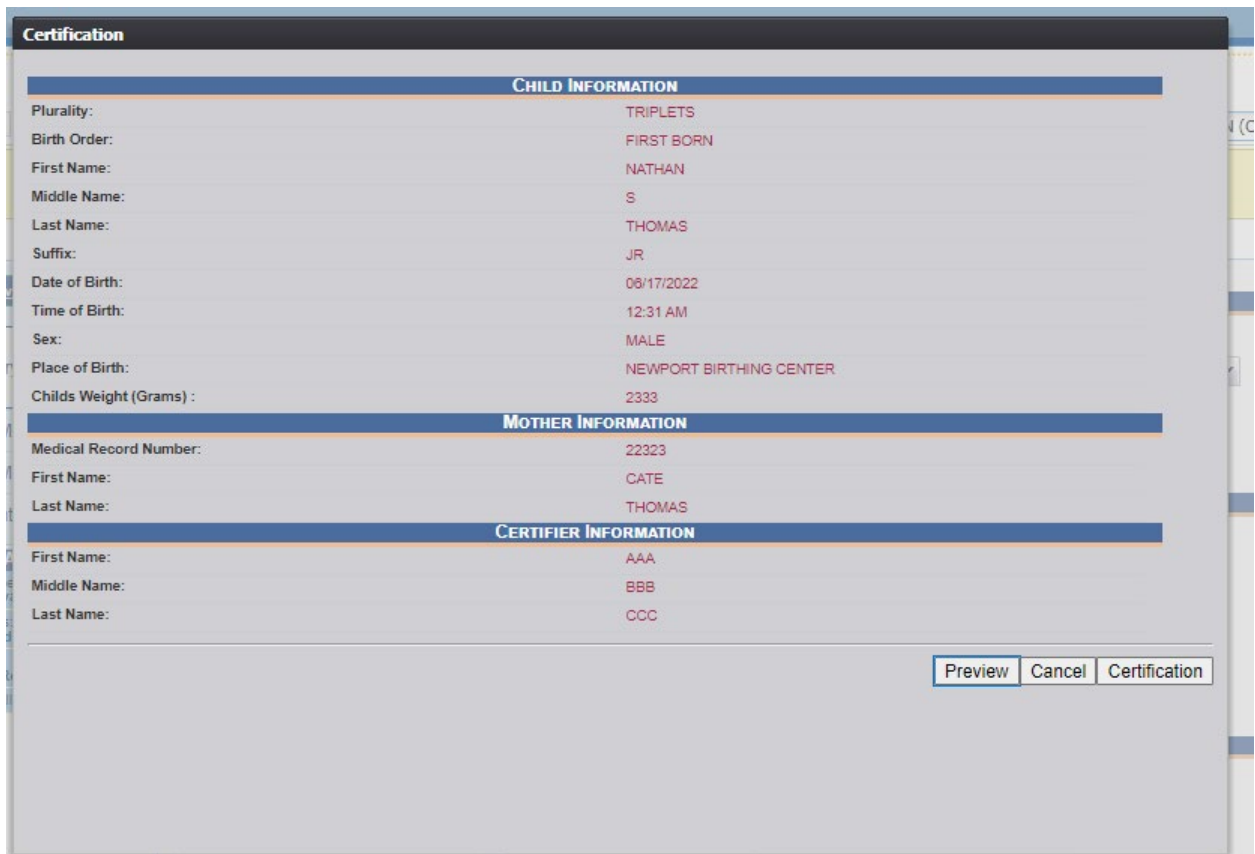 Certification
CHILD INFORMATION
Plurality: TRIPLETS
Birth Order: FIRST BORN
First Name: NATHAN
Middle Name: S
Last Name: THOMAS
Suffix: JR
Date of Birth: 06/17/2022
Time of Birth: 12:31 AM
Sex: MALE
Place of Birth: NEWPORT BIRTHING CENTER
Childs Weight (Grams) : 2333
MOTHER INFORMATION
Medical Record Number: 22323
First Name: CATE
Last Name: THOMAS
CERTIFIER INFORMATION
First Name: AAA
Middle Name: BBB
Last Name: CCC
Preview Cancel Certification